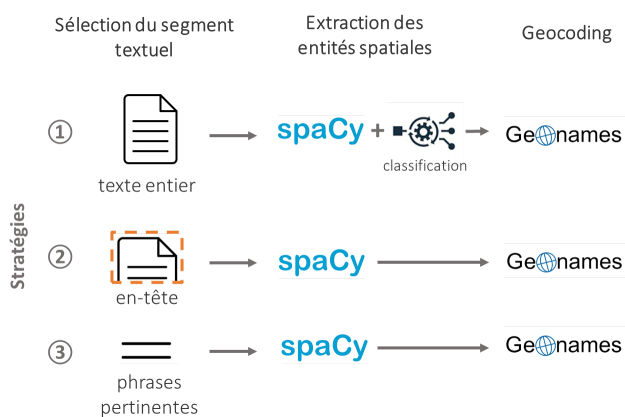 Sélection du segment
textuel
Extraction des
entités spatiales
Geocoding
Stratégies
1
texte entier
spaCy +
classification
Geonames
2
en-tête
spaCy
Geonames
3
phrases
pertinentes
spaCy
Geonames